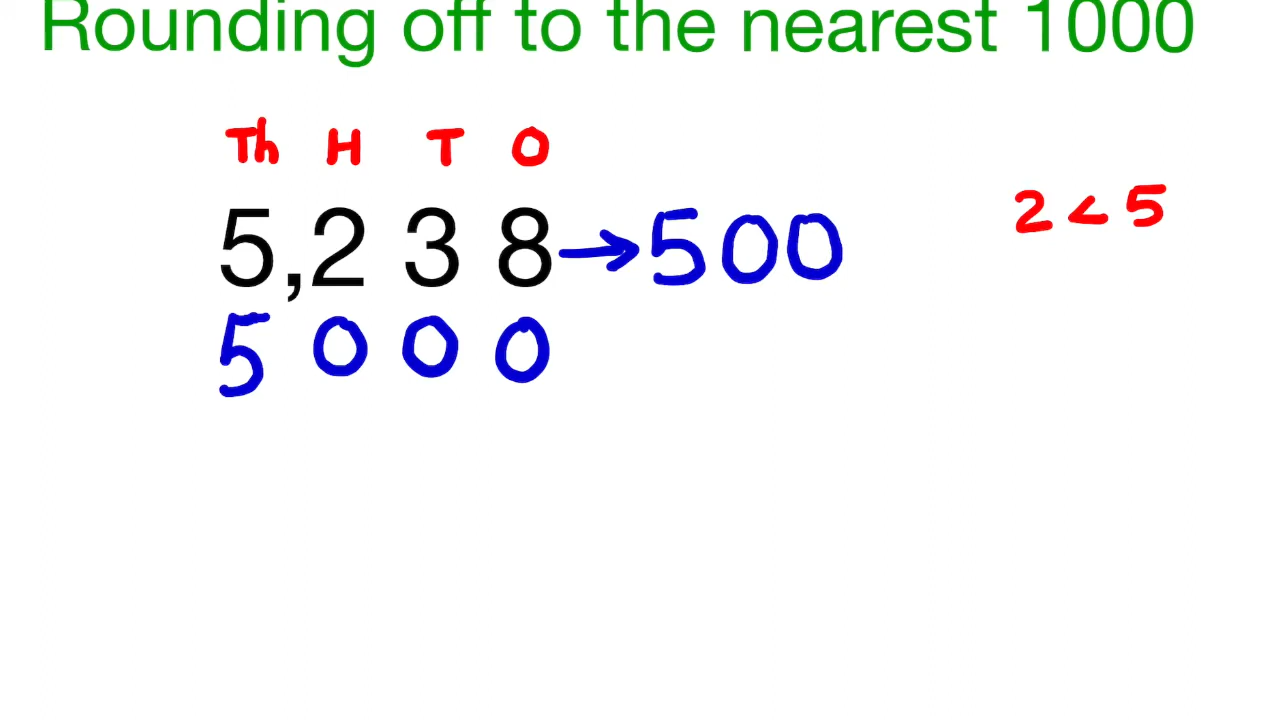 Rounding off to the nearest 1000
Th H T O
5,2 3 8 → 500
2 < 5
5 0 0 0